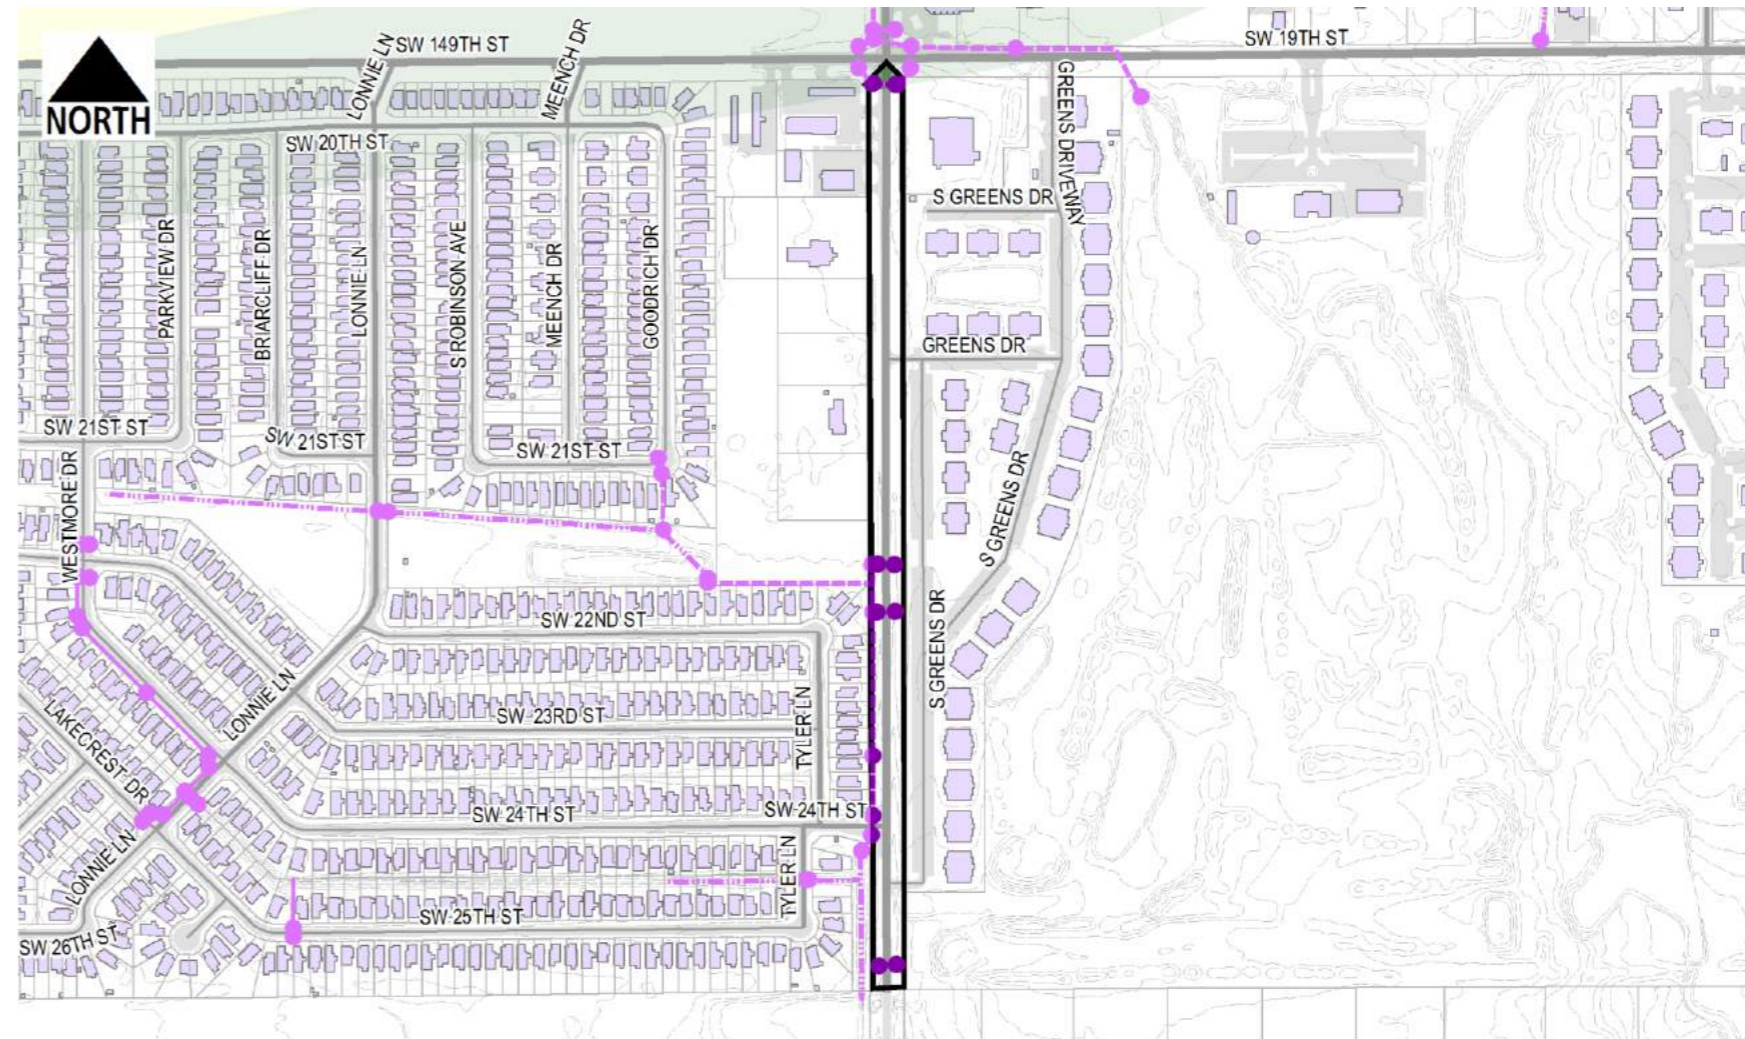 SW 149TH ST
SW 19TH ST
LONNIE LN
MEENCH DR
GREENS DRIVEWAY
NORTH
SW 20TH ST
S GREENS DR
PARKVIEW DR
BRIARCLIFF DR
LONNIE LN
S ROBINSON AVE
MEENCH DR
GOODRICH DR
GREENS DR
SW 21ST ST
SW 21ST ST
SW 21ST ST
WESTMORE DR
S GREENS DR
S GREENS DR
SW 22ND ST
LONNIE LN
LAKECREST DR
SW 23RD ST
TYLER LN
SW 24TH ST
SW 24TH ST
LONNIE LN
TYLER LN
SW 25TH ST
SW 26TH ST